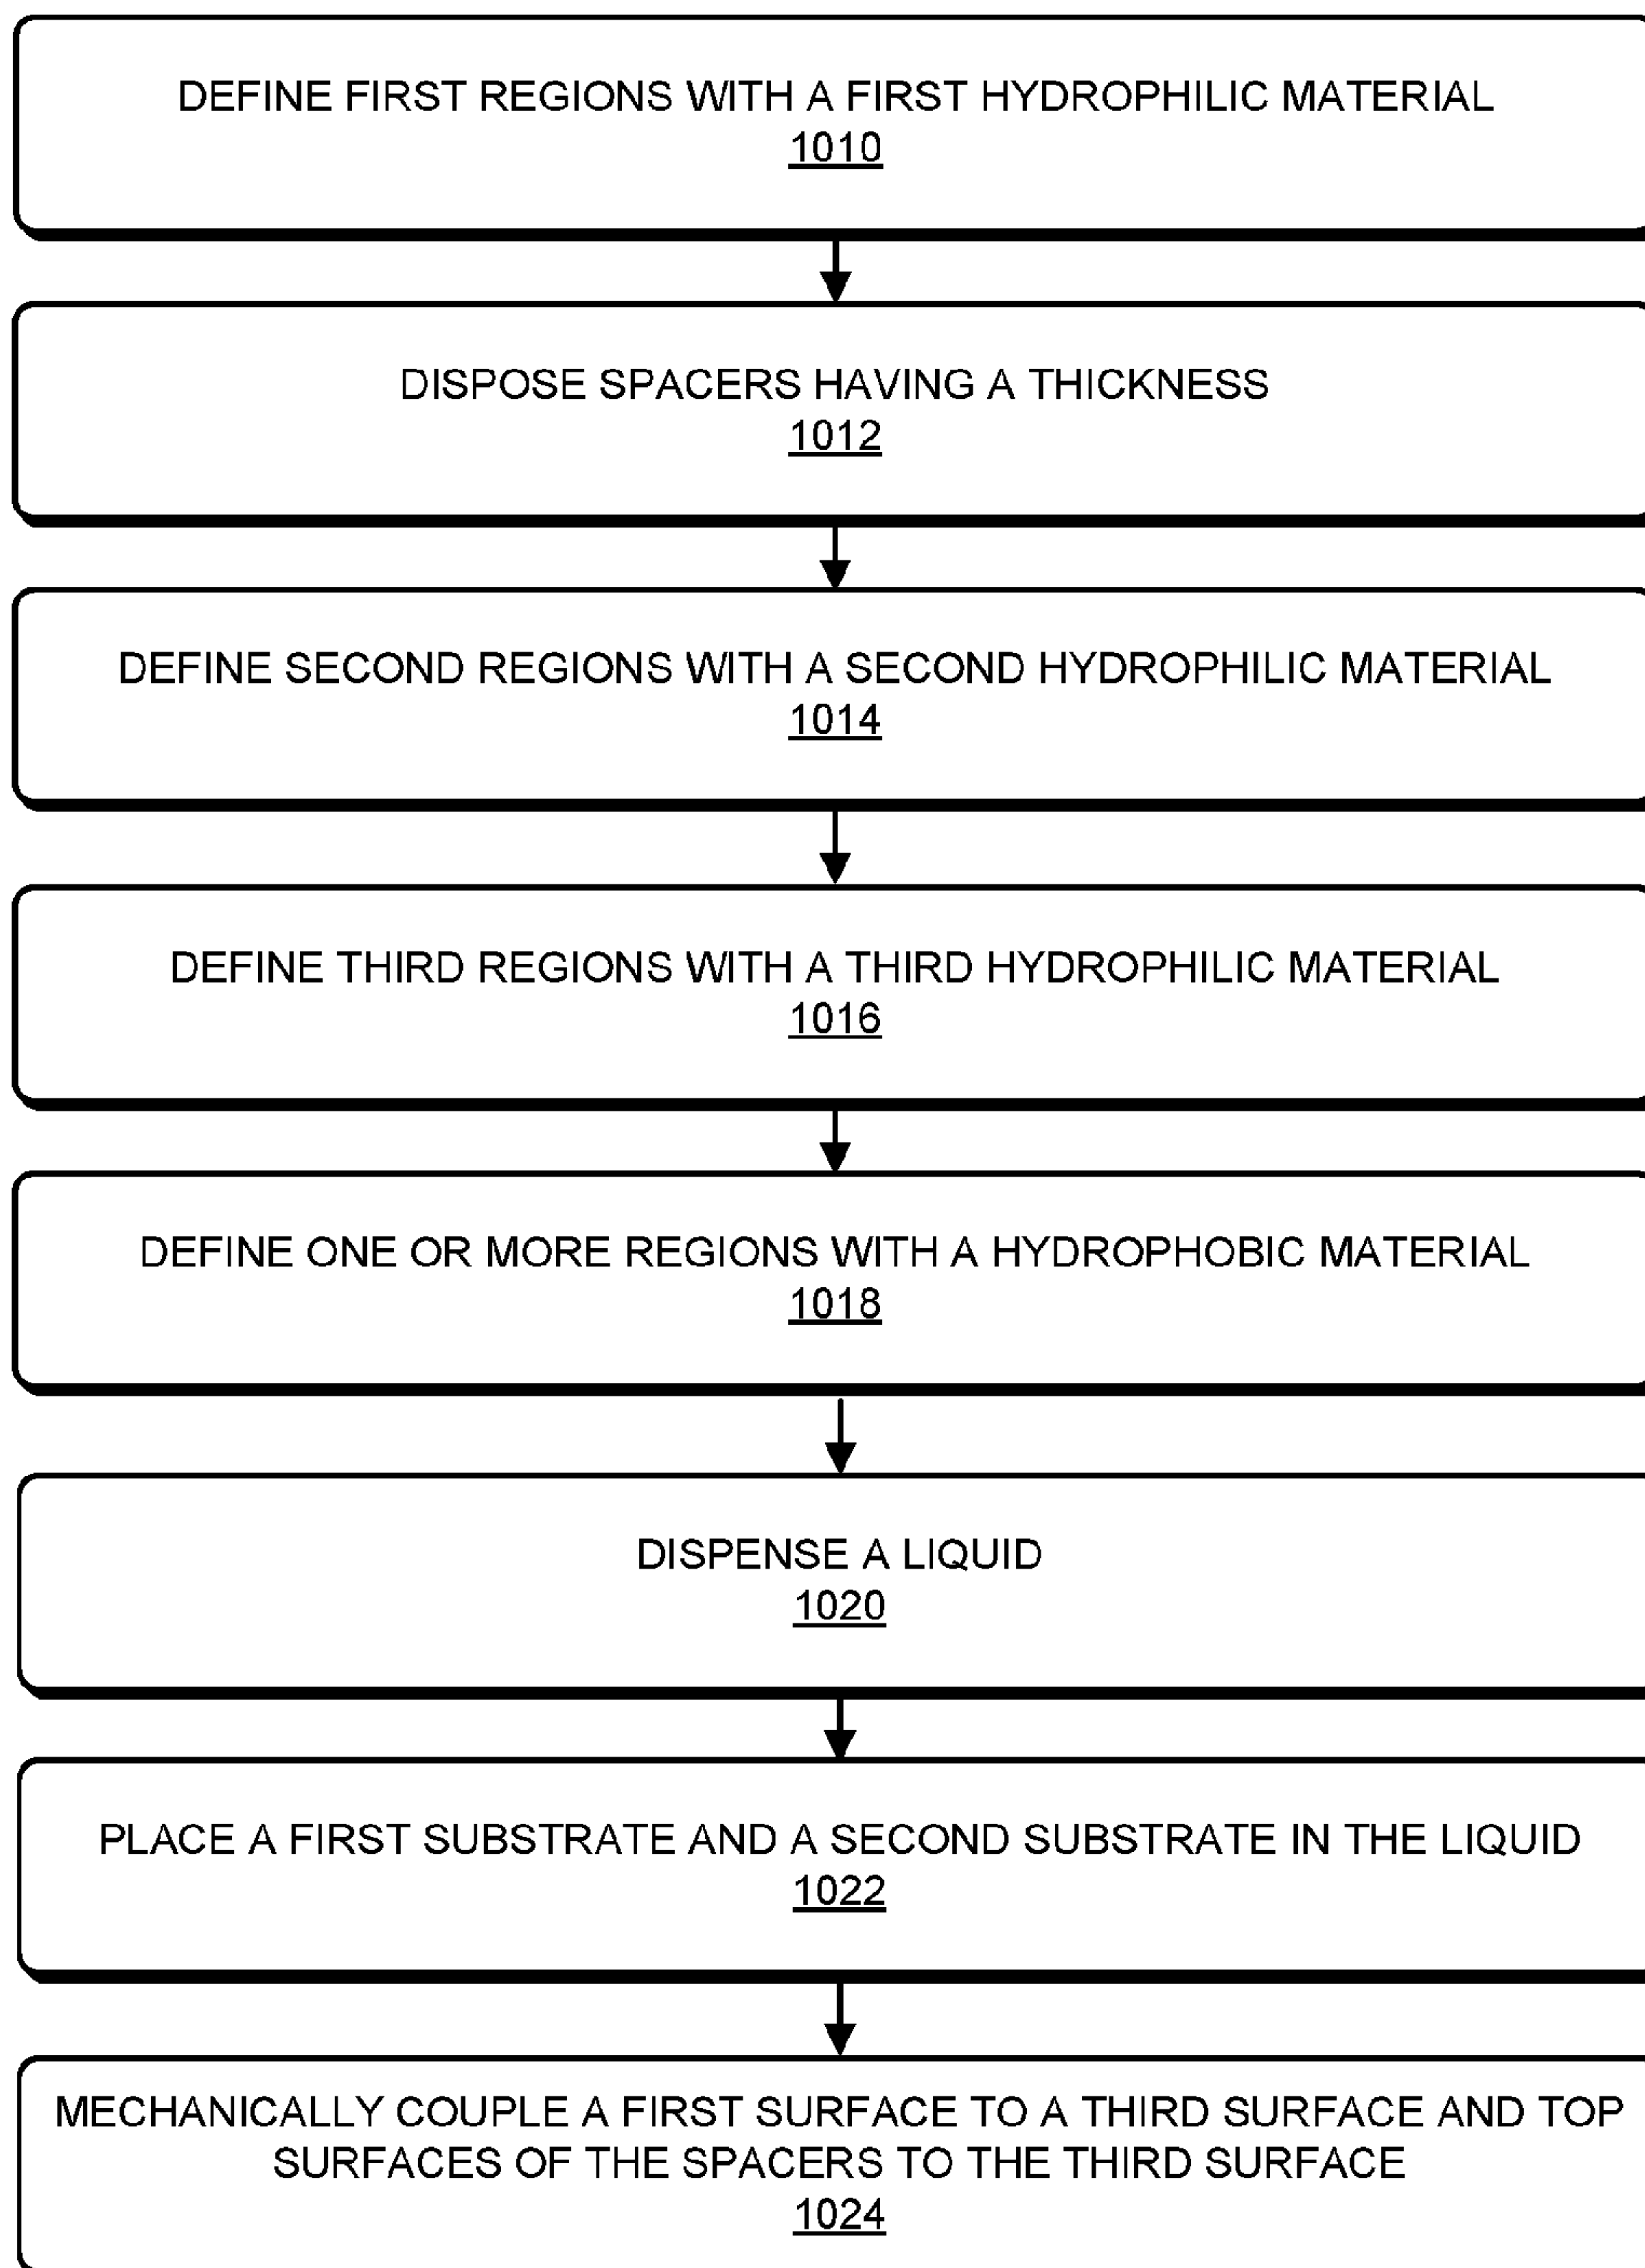 DEFINE FIRST REGIONS WITH A FIRST HYDROPHILIC MATERIAL
1010
DISPOSE SPACERS HAVING A THICKNESS
1012
DEFINE SECOND REGIONS WITH A SECOND HYDROPHILIC MATERIAL
1014
DEFINE THIRD REGIONS WITH A THIRD HYDROPHILIC MATERIAL
1016
DEFINE ONE OR MORE REGIONS WITH A HYDROPHOBIC MATERIAL
1018
DISPENSE A LIQUID
1020
PLACE A FIRST SUBSTRATE AND A SECOND SUBSTRATE IN THE LIQUID
1022
MECHANICALLY COUPLE A FIRST SURFACE TO A THIRD SURFACE AND TOP
SURFACES OF THE SPACERS TO THE THIRD SURFACE
1024